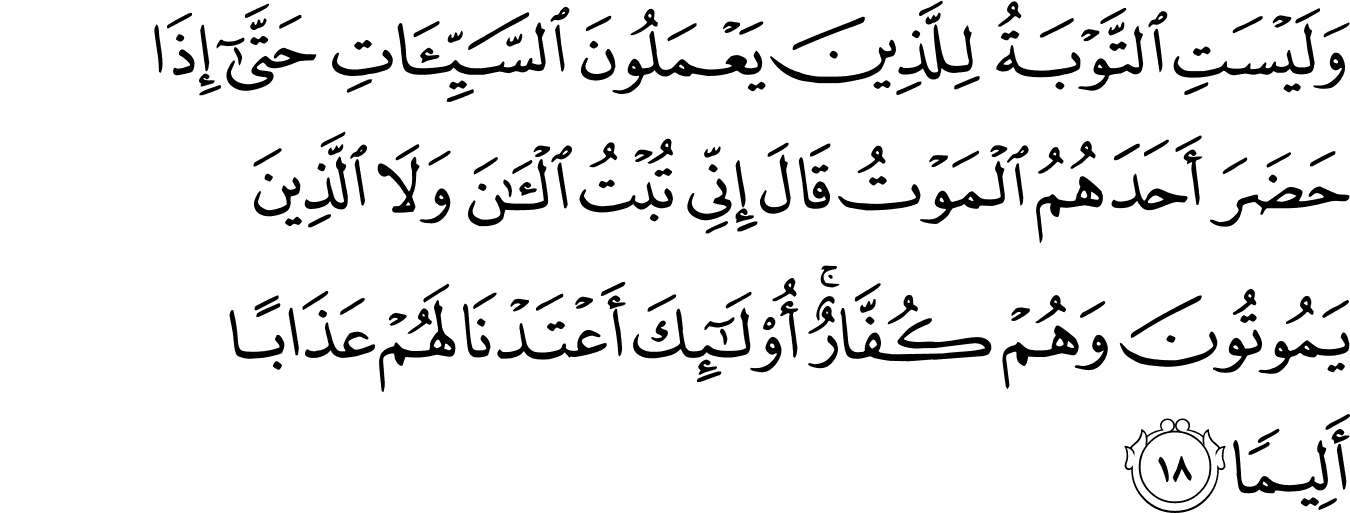 وَلَيْسَتِ ٱلتَّوْبَةُ لِلَّذِينَ يَعْمَلُونَ ٱلسَّيِّـَٔاتِ حَتَّىٰٓ إِذَا
حَضَرَ أَحَدَهُمُ ٱلْمَوْتُ قَالَ إِنِّى تُبْتُ ٱلْـَٔـٰنَ وَلَا ٱلَّذِينَ
يَمُوتُونَ وَهُمْ كُفَّارٌ ۚ أُو۟لَـٰٓئِكَ أَعْتَدْنَا لَهُمْ عَذَابًا
أَلِيمًا ١٨